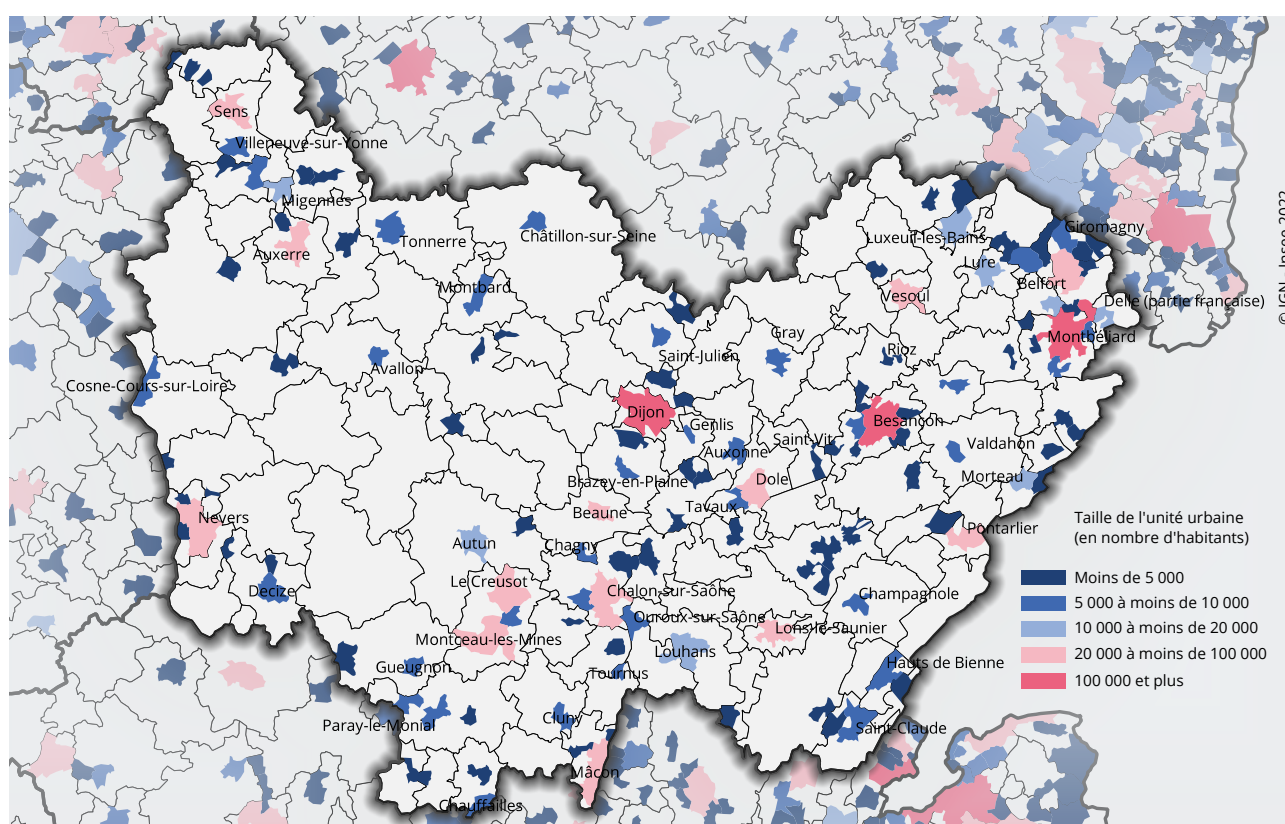 Sens
Villeneuve-sur-Yonne
Migennes
Auxerre
Tonnerre
Châtillon-sur-Seine
Montbard
Avallon
Cosne-Cours-sur-Loire
Luxeuil-les-Bains
Giromagny
Lure
Belfort
Vesoul
Delle (partie française)
Montbéliard
Gray
Rioz
Saint-Julien
Dijon
Genlis
Besançon
Auxonne
Saint-Vit
Valdahon
Morteau
Brazey-en-Plaine
Dole
Tavaux
Beaune
Nevers
Pontarlier
Autun
Chagny
Decize
Le Creusot
Chalon-sur-Saône
Champagnole
Ouroux-sur-Saône
Lons-le-Saunier
Montceau-les-Mines
Louhans
Hauts de Bienne
Gueugnon
Tournus
Paray-le-Monial
Cluny
Saint-Claude
Mâcon
Chauffailles
Taille de l'unité urbaine
(en nombre d'habitants)
Moins de 5 000
5 000 à moins de 10 000
10 000 à moins de 20 000
20 000 à moins de 100 000
100 000 et plus
© IGN - Insee 2022